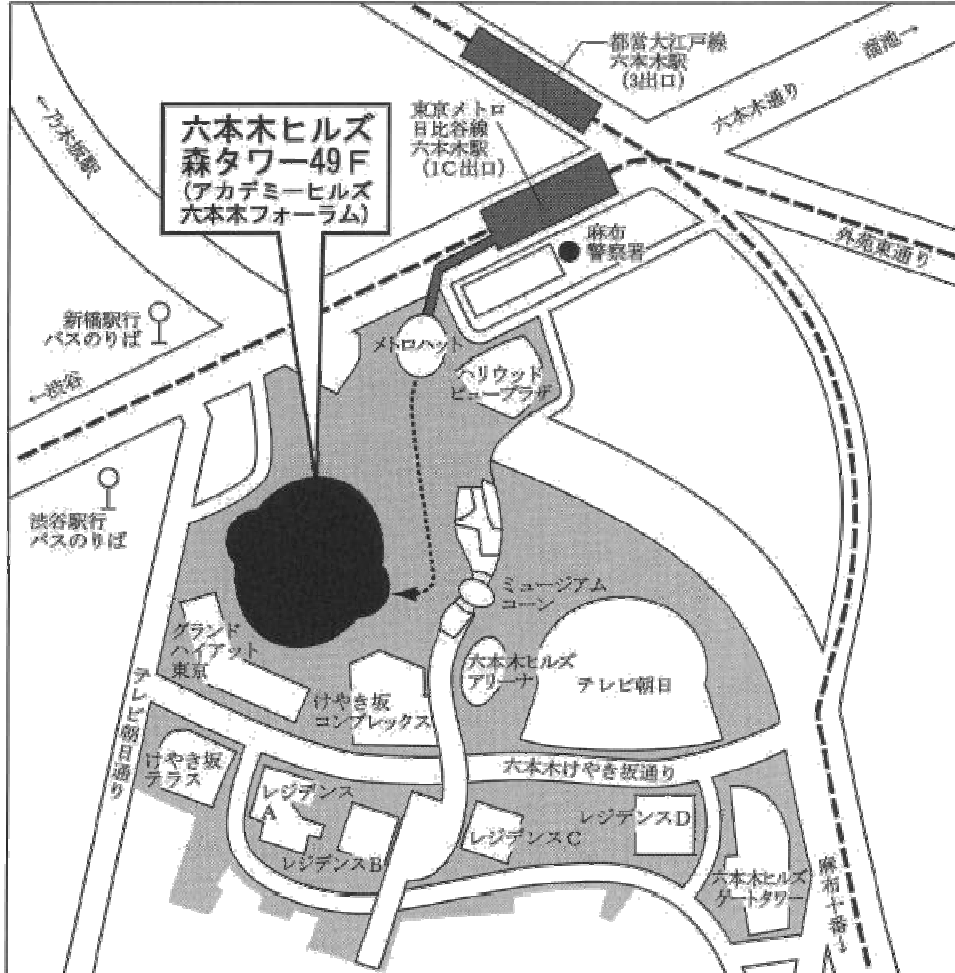 都営大江戸線
六本木駅
(3出口)
溜池→
六本木通り
東京メトロ
日比谷線
六本木駅
(1C出口)
←乃木坂駅
六本木ヒルズ
森タワー49F
(アカデミーヒルズ
六本木フォーラム)
麻布
警察署
外苑東通り
新橋駅行
バスのりば
メトロハット
ハリウッド
ビュープラザ
←渋谷
渋谷駅行
バスのりば
ミュージアム
コーン
グランド
ハイアット
東京
六本木ヒルズ
アリーナ
テレビ朝日
けやき坂
コンプレックス
テレビ朝日通り
けやき坂
テラス
六本木けやき坂通り
レジデンス
A
レジデンスB
レジデンスC
レジデンスD
六本木ヒルズ
ゲートタワー
麻布十番→